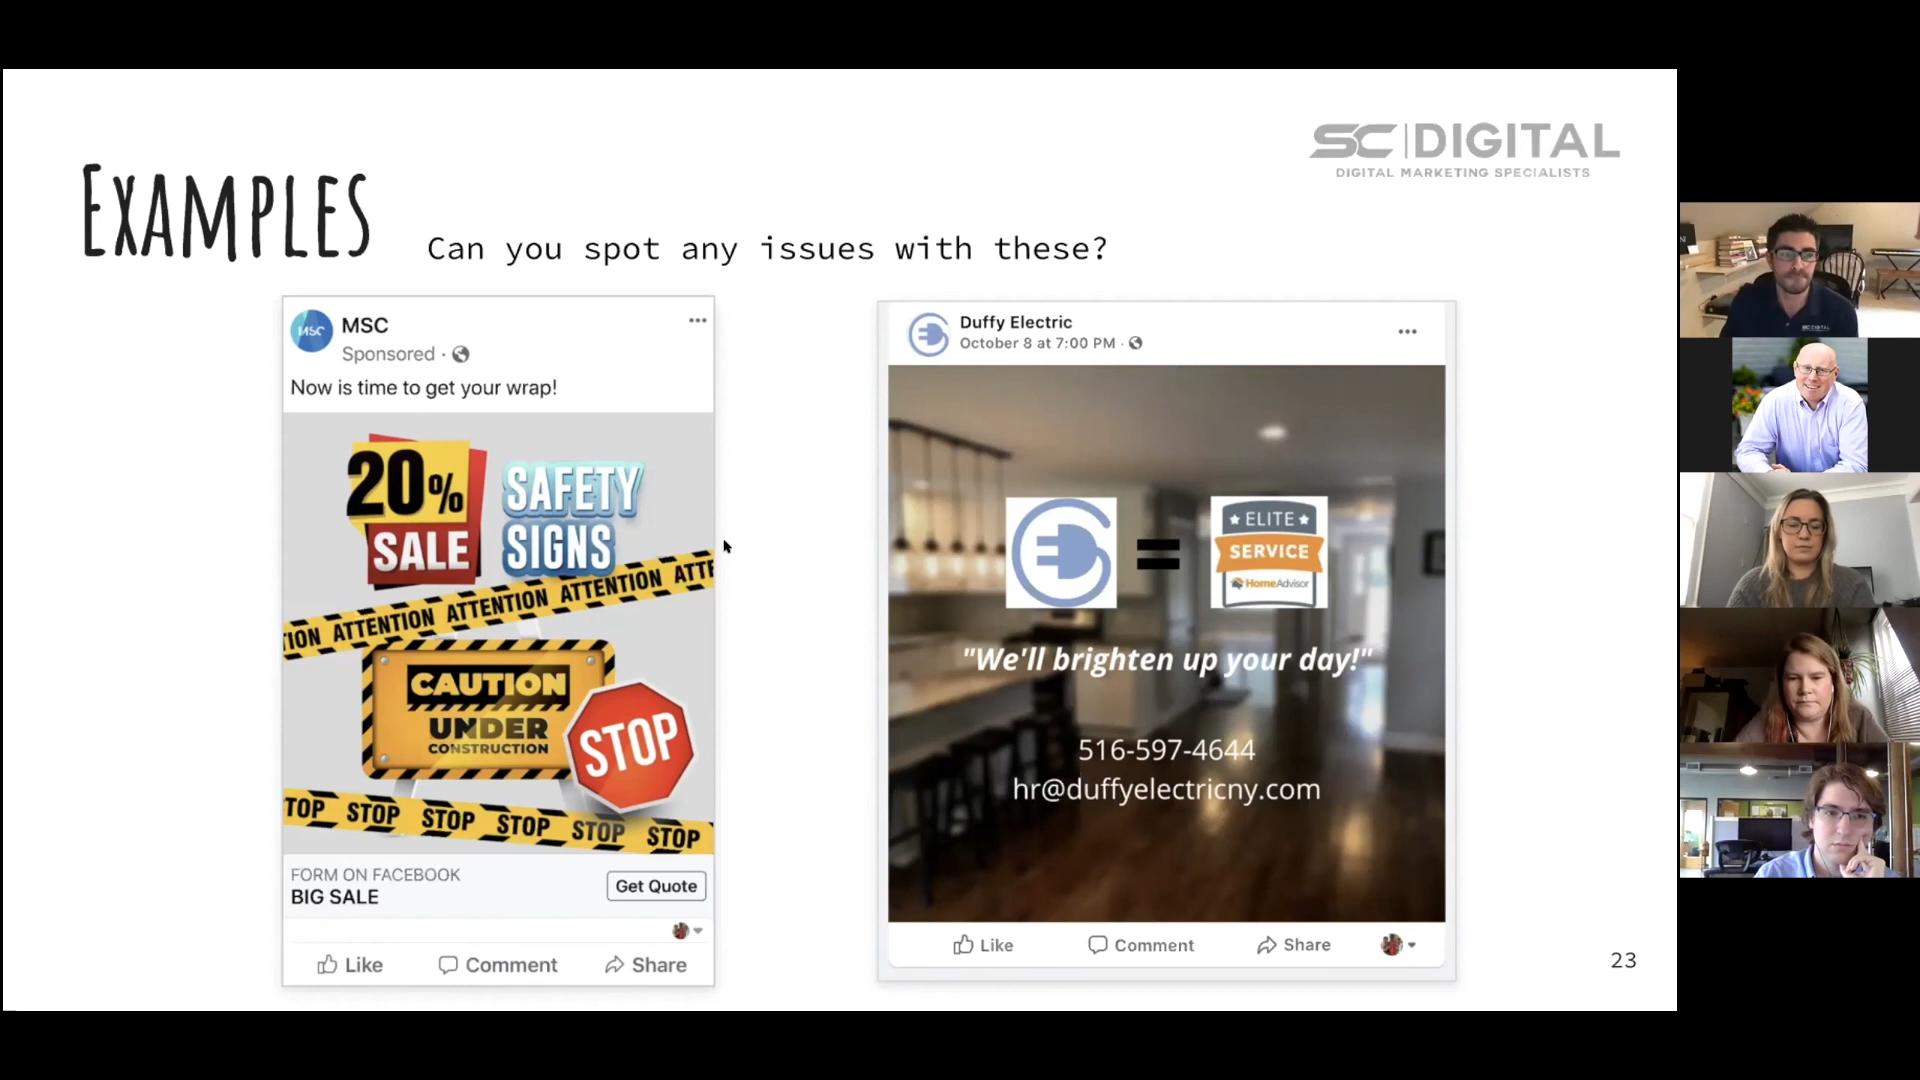 SC|DIGITAL
DIGITAL MARKETING SPECIALISTS
EXAMPLES
Can you spot any issues with these?
MSC
MSC
Sponsored ·
Now is time to get your wrap!
20%
SALE
SAFETY
SIGNS
TION ATTENTION ATTENTION ATTENTION ATTE
CAUTION
UNDER
CONSTRUCTION
STOP
TOP STOP STOP STOP STOP STOP
FORM ON FACEBOOK
BIG SALE
Get Quote
Like
Comment
Share
Duffy Electric
October 8 at 7:00 PM ·
=
ELITE
SERVICE
HomeAdvisor
"We'll brighten up your day!"
516-597-4644
hr@duffyelectricny.com
Like
Comment
Share
23
SC|DIGITAL